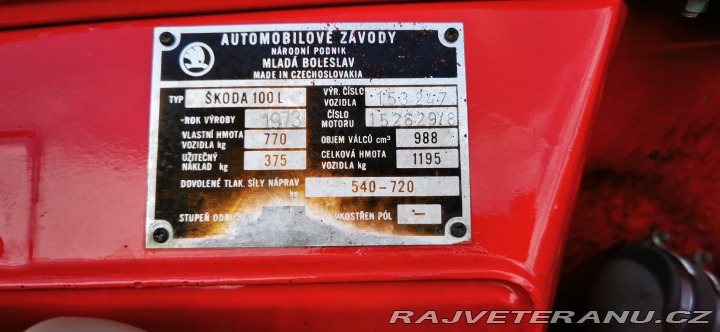 AUTOMOBILOVÉ ZÁVODY
NÁRODNÍ PODNIK
MLADÁ BOLESLAV
MADE IN CZECHOSLOVAKIA
TYP ŠKODA 100 L VÝR. ČÍSLO VOZIDLA 153247
ROK VÝROBY 1973 ČÍSLO MOTORU
VLASTNÍ HMOTA VOZIDLA kg 770 OBJEM VÁLCŮ cm³ 988
UŽITEČNÝ NÁKLAD kg 375 CELKOVÁ HMOTA VOZIDLA kg 1195
DOVOLENÉ TLAK. SÍLY NÁPRAV kg 540-720
STUPEŇ UKOSTŘEN PÓL –
RAJVETERANU.CZ